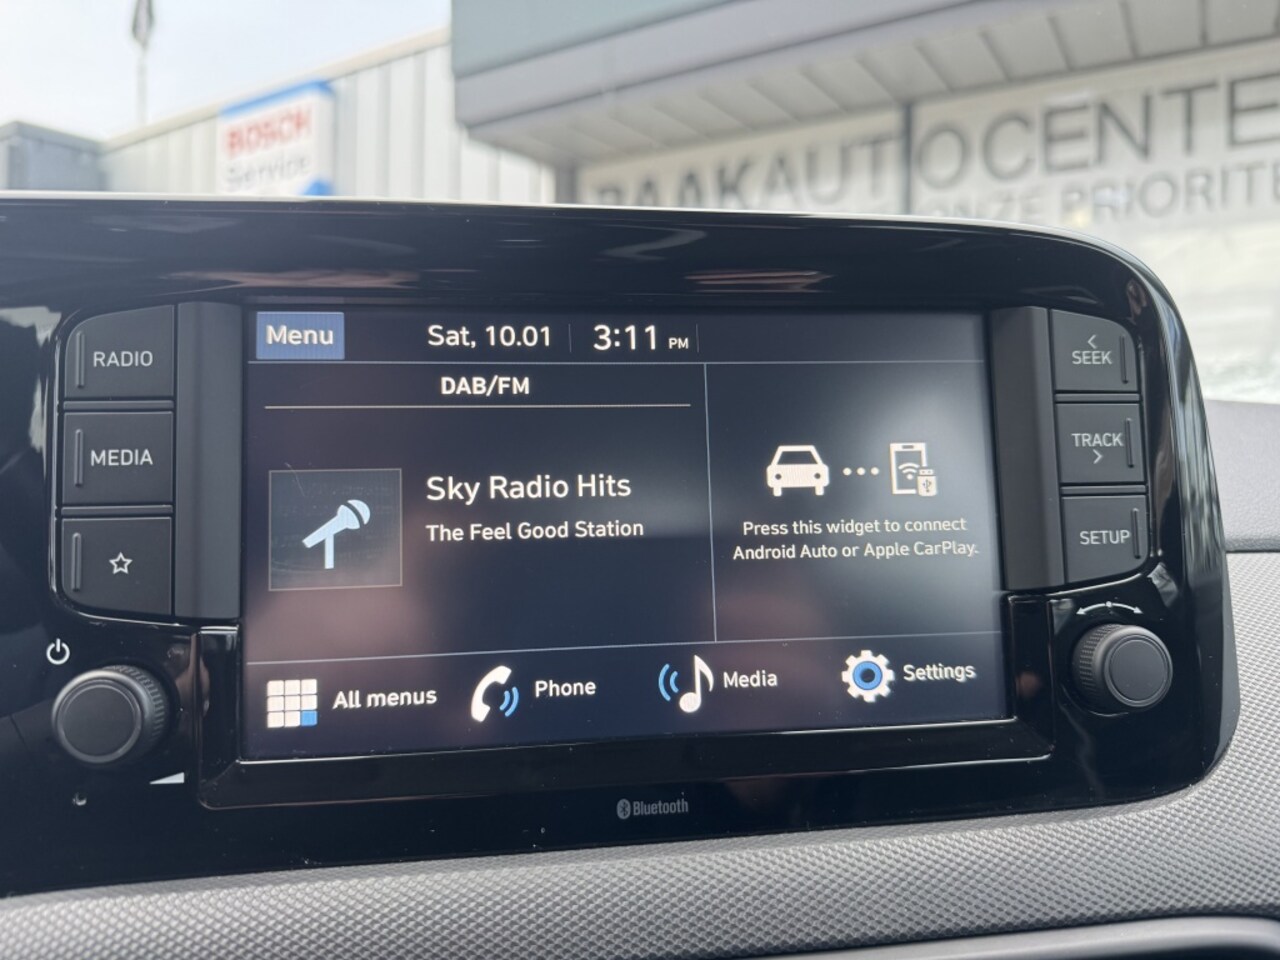 BOSCH
Service
BAAKAUTOCENTE
ONZE PRIORITEI
RADIO
MEDIA
Menu
Sat, 10.01
3:11 PM
DAB/FM
Sky Radio Hits
The Feel Good Station
Press this widget to connect
Android Auto or Apple CarPlay.
All menus
Phone
Media
Settings
< SEEK
TRACK >
SETUP
Bluetooth